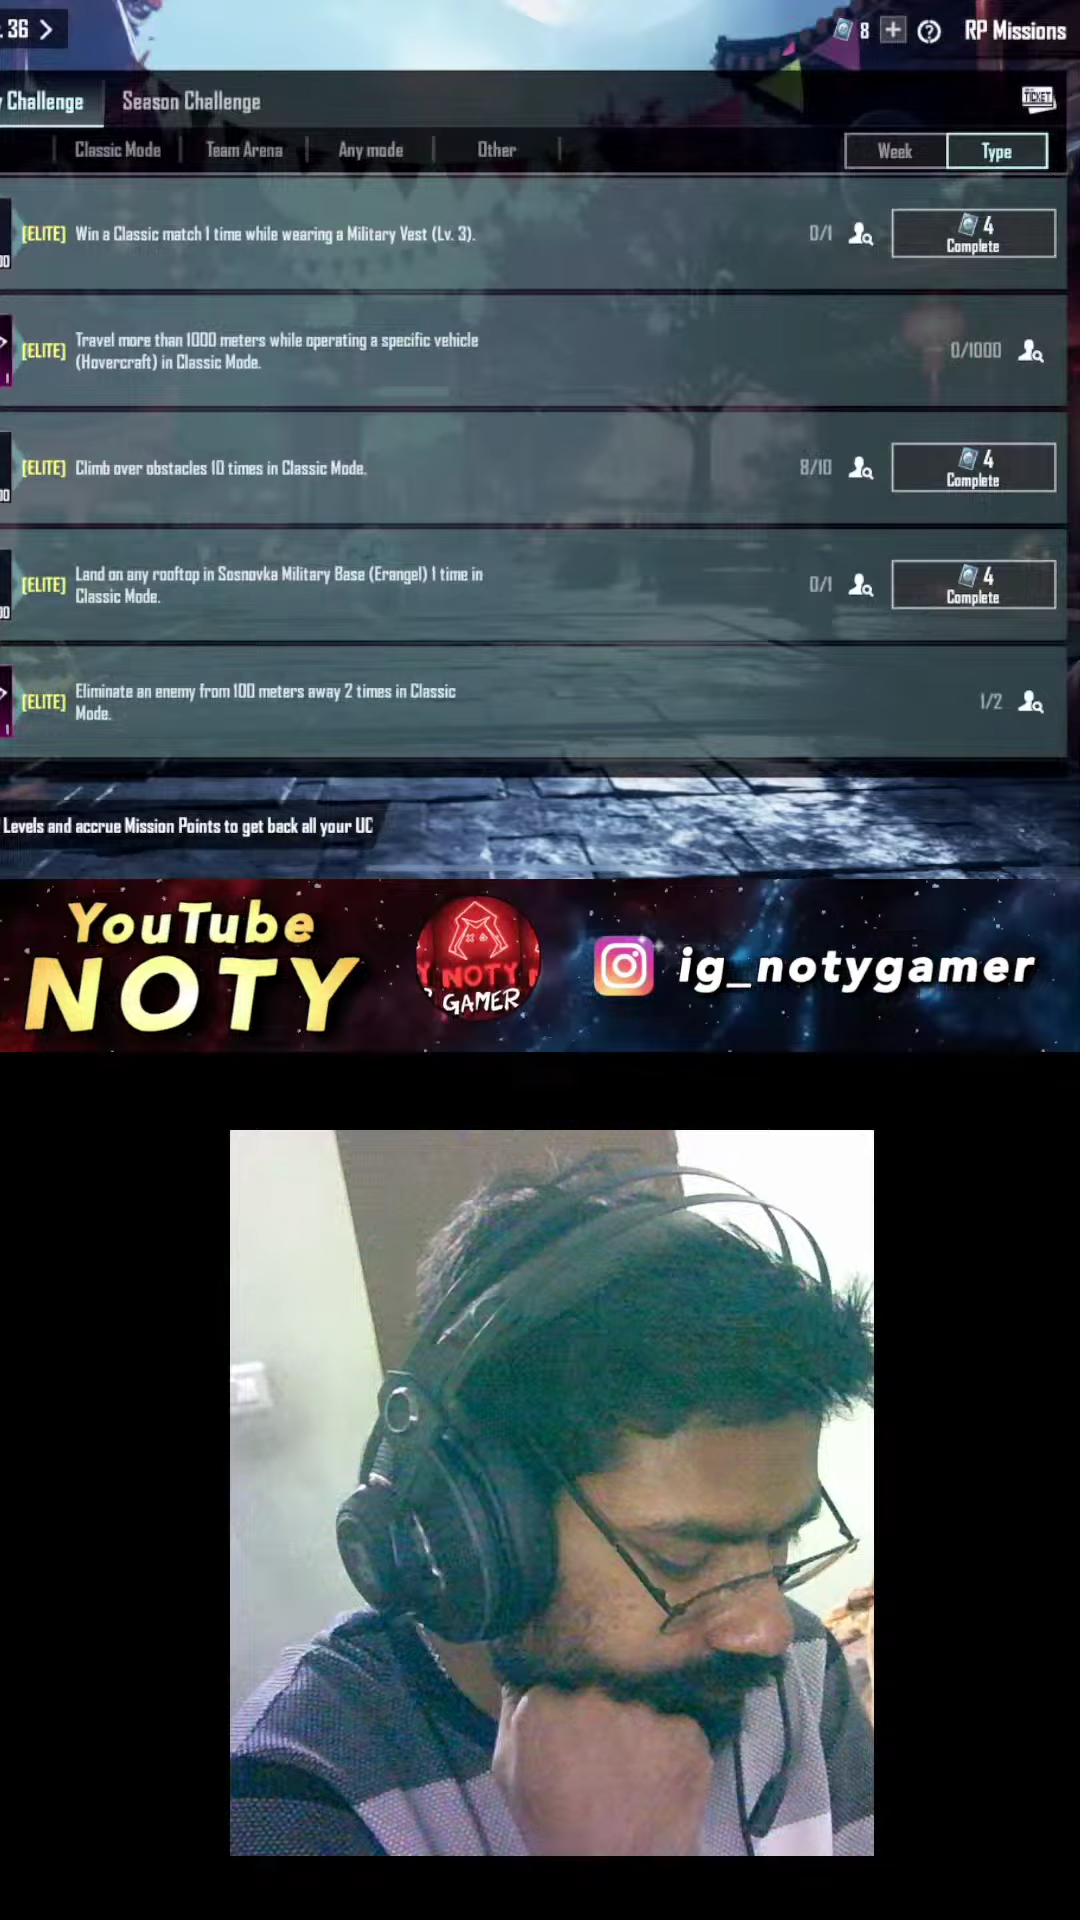 . 36
8
RP Missions
Challenge
Season Challenge
TICKET
Classic Mode
Team Arena
Any mode
Other
Week
Type
[ELITE] Win a Classic match 1 time while wearing a Military Vest (Lv. 3).
0/1
4
Complete
00
[ELITE] Travel more than 1000 meters while operating a specific vehicle
(Hovercraft) in Classic Mode.
0/1000
1
[ELITE] Climb over obstacles 10 times in Classic Mode.
8/10
4
Complete
00
[ELITE] Land on any rooftop in Sosnovka Military Base (Erangel) 1 time in
Classic Mode.
0/1
4
Complete
00
[ELITE] Eliminate an enemy from 100 meters away 2 times in Classic
Mode.
1/2
1
Levels and accrue Mission Points to get back all your UC
YouTube
NOTY
NOTY
GAMER
ig_notygamer